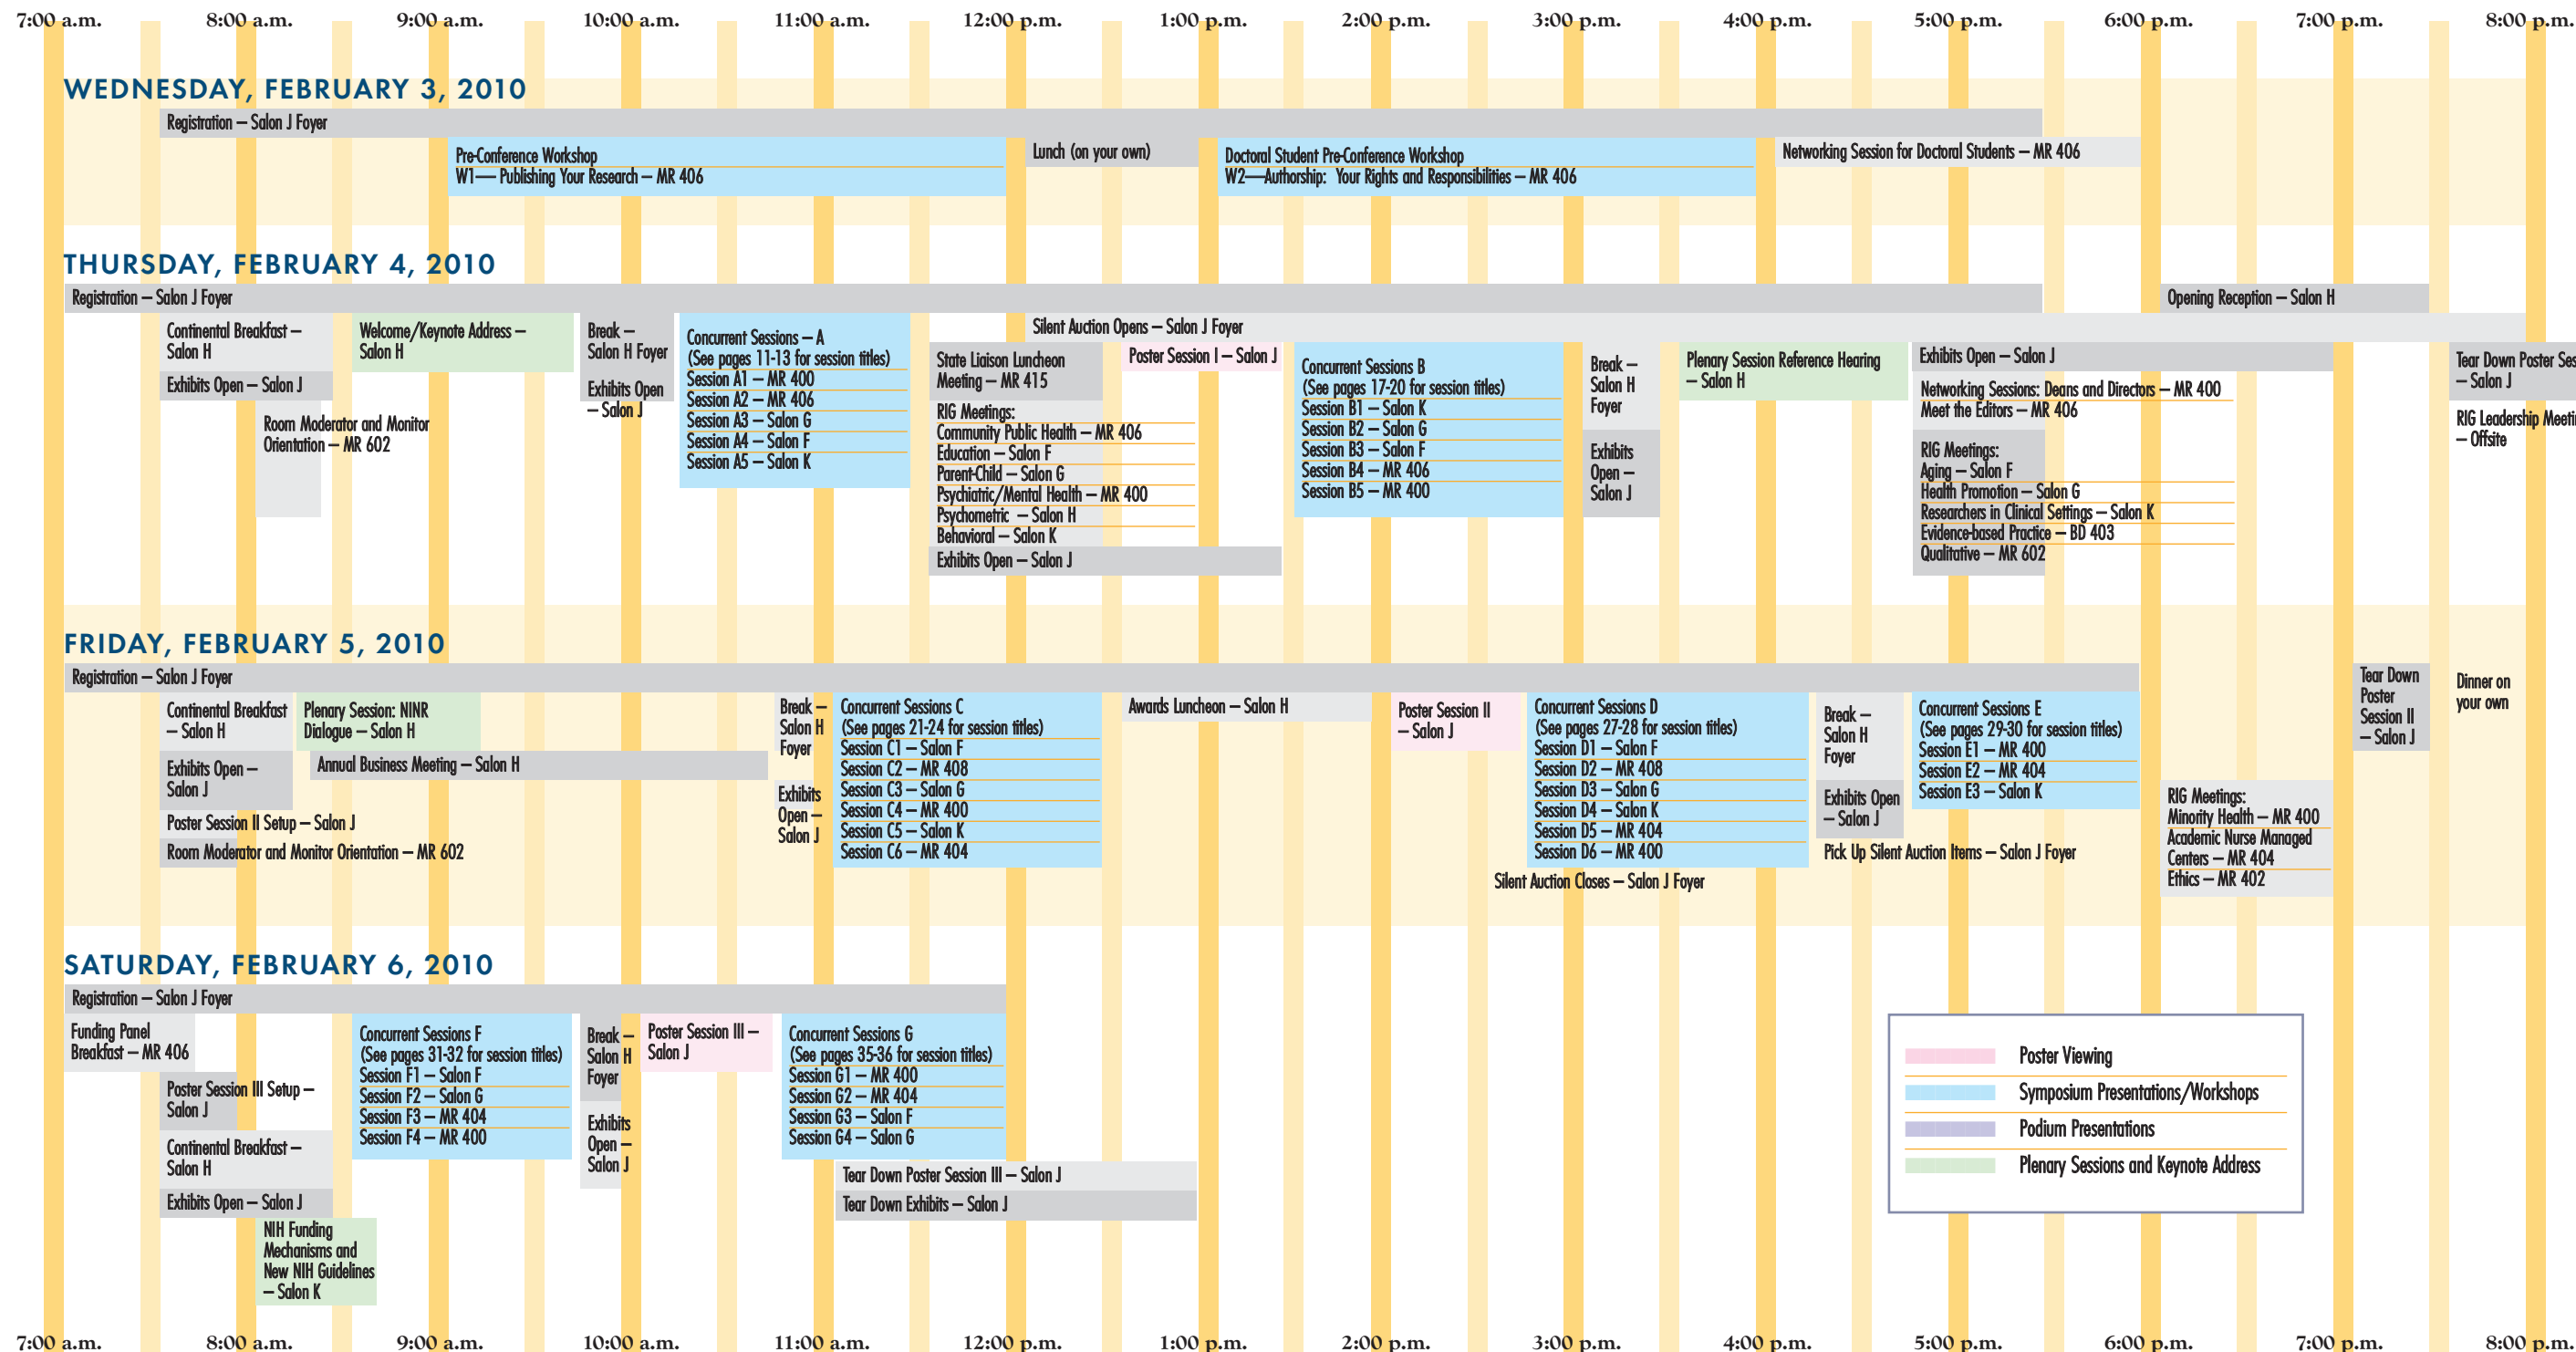 7:00 a.m. 8:00 a.m. 9:00 a.m. 10:00 a.m. 11:00 a.m. 12:00 p.m. 1:00 p.m. 2:00 p.m. 3:00 p.m. 4:00 p.m. 5:00 p.m. 6:00 p.m. 7:00 p.m. 8:00 p.m.
WEDNESDAY, FEBRUARY 3, 2010
Registration – Salon J Foyer
Pre-Conference Workshop
W1— Publishing Your Research – MR 406
Lunch (on your own)
Doctoral Student Pre-Conference Workshop
W2—Authorship: Your Rights and Responsibilities – MR 406
Networking Session for Doctoral Students – MR 406
THURSDAY, FEBRUARY 4, 2010
Registration – Salon J Foyer
Opening Reception – Salon H
Continental Breakfast –
Salon H
Exhibits Open – Salon J
Room Moderator and Monitor
Orientation – MR 602
Welcome/Keynote Address –
Salon H
Break –
Salon H Foyer
Exhibits Open
– Salon J
Concurrent Sessions – A
(See pages 11-13 for session titles)
Session A1 – MR 400
Session A2 – MR 406
Session A3 – Salon G
Session A4 – Salon F
Session A5 – Salon K
Silent Auction Opens – Salon J Foyer
State Liaison Luncheon
Meeting – MR 415
RIG Meetings:
Community Public Health – MR 406
Education – Salon F
Parent-Child – Salon G
Psychiatric/Mental Health – MR 400
Psychometric – Salon H
Behavioral – Salon K
Exhibits Open – Salon J
Poster Session I – Salon J
Concurrent Sessions B
(See pages 17-20 for session titles)
Session B1 – Salon K
Session B2 – Salon G
Session B3 – Salon F
Session B4 – MR 406
Session B5 – MR 400
Break –
Salon H
Foyer
Exhibits
Open –
Salon J
Plenary Session Reference Hearing
– Salon H
Exhibits Open – Salon J
Networking Sessions: Deans and Directors – MR 400
Meet the Editors – MR 406
RIG Meetings:
Aging – Salon F
Health Promotion – Salon G
Researchers in Clinical Settings – Salon K
Evidence-based Practice – BD 403
Qualitative – MR 602
Tear Down Poster Ses
– Salon J
RIG Leadership Meeti
– Offsite
FRIDAY, FEBRUARY 5, 2010
Registration – Salon J Foyer
Continental Breakfast
– Salon H
Exhibits Open –
Salon J
Poster Session II Setup – Salon J
Room Moderator and Monitor Orientation – MR 602
Plenary Session: NINR
Dialogue – Salon H
Annual Business Meeting – Salon H
Break –
Salon H
Foyer
Exhibits
Open –
Salon J
Concurrent Sessions C
(See pages 21-24 for session titles)
Session C1 – Salon F
Session C2 – MR 408
Session C3 – Salon G
Session C4 – MR 400
Session C5 – Salon K
Session C6 – MR 404
Awards Luncheon – Salon H
Poster Session II
– Salon J
Concurrent Sessions D
(See pages 27-28 for session titles)
Session D1 – Salon F
Session D2 – MR 408
Session D3 – Salon G
Session D4 – Salon K
Session D5 – MR 404
Session D6 – MR 400
Silent Auction Closes – Salon J Foyer
Break –
Salon H
Foyer
Exhibits Open
– Salon J
Pick Up Silent Auction Items – Salon J Foyer
Concurrent Sessions E
(See pages 29-30 for session titles)
Session E1 – MR 400
Session E2 – MR 404
Session E3 – Salon K
RIG Meetings:
Minority Health – MR 400
Academic Nurse Managed
Centers – MR 404
Ethics – MR 402
Tear Down
Poster
Session II
– Salon J
Dinner on
your own
SATURDAY, FEBRUARY 6, 2010
Registration – Salon J Foyer
Funding Panel
Breakfast – MR 406
Poster Session III Setup –
Salon J
Continental Breakfast –
Salon H
Exhibits Open – Salon J
NIH Funding
Mechanisms and
New NIH Guidelines
– Salon K
Concurrent Sessions F
(See pages 31-32 for session titles)
Session F1 – Salon F
Session F2 – Salon G
Session F3 – MR 404
Session F4 – MR 400
Break –
Salon H
Foyer
Exhibits
Open –
Salon J
Poster Session III –
Salon J
Concurrent Sessions G
(See pages 35-36 for session titles)
Session G1 – MR 400
Session G2 – MR 404
Session G3 – Salon F
Session G4 – Salon G
Tear Down Poster Session III – Salon J
Tear Down Exhibits – Salon J
Poster Viewing
Symposium Presentations/Workshops
Podium Presentations
Plenary Sessions and Keynote Address
7:00 a.m. 8:00 a.m. 9:00 a.m. 10:00 a.m. 11:00 a.m. 12:00 p.m. 1:00 p.m. 2:00 p.m. 3:00 p.m. 4:00 p.m. 5:00 p.m. 6:00 p.m. 7:00 p.m. 8:00 p.m.